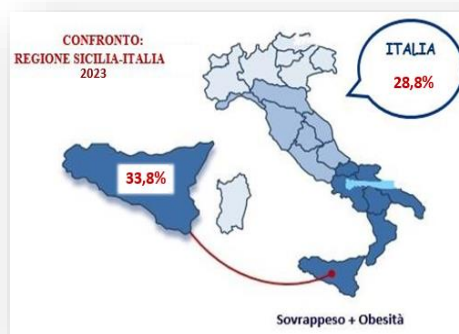 CONFRONTO:
REGIONE SICILIA-ITALIA
2023
ITALIA
28,8%
33,8%
Sovrappeso + Obesità